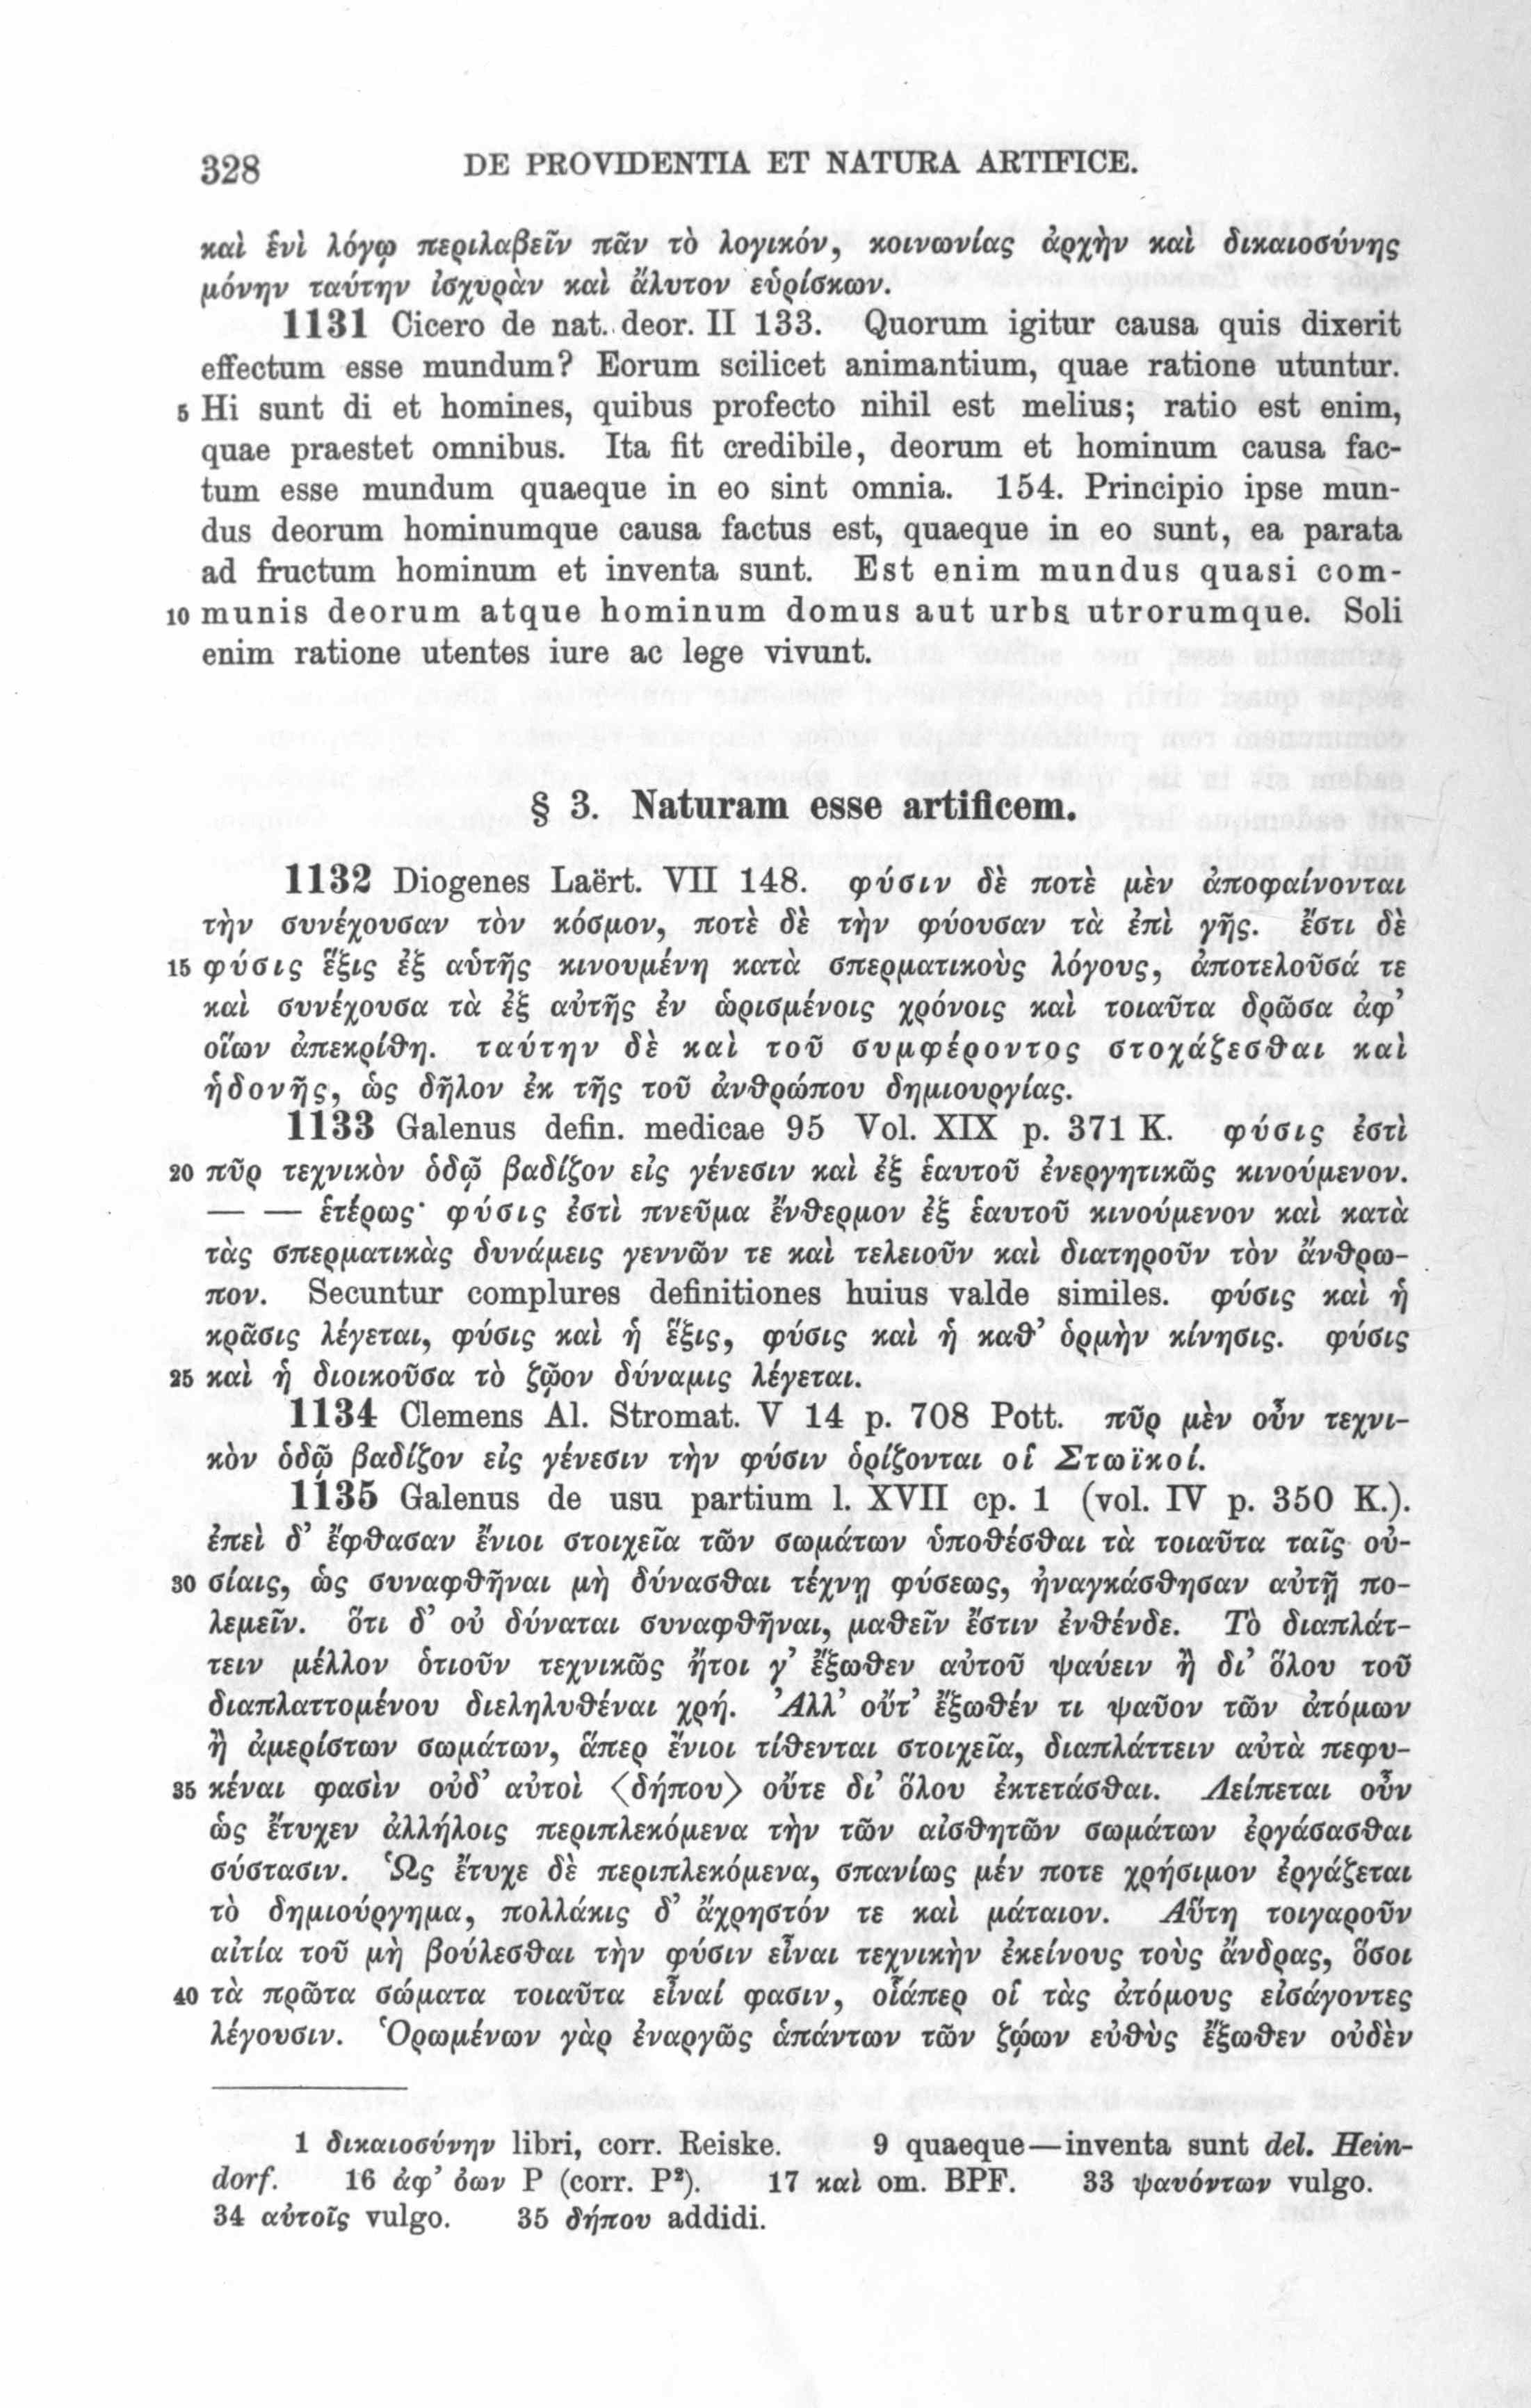 328 DE PROVIDENTIA ET NATURA ARTIFICE.
καὶ ἑνὶ λόγῳ περιλαβεῖν πᾶν τὸ λογικόν, κοινωνίας ἀρχὴν καὶ δικαιοσύνης
μόνην ταύτην ἰσχυρὰν καὶ ἄλυτον εὑρίσκων.
1131 Cicero de nat. deor. II 133. Quorum igitur causa quis dixerit
effectum esse mundum? Eorum scilicet animantium, quae ratione utuntur.
5 Hi sunt di et homines, quibus profecto nihil est melius; ratio est enim,
quae praestet omnibus. Ita fit credibile, deorum et hominum causa fac-
tum esse mundum quaeque in eo sint omnia. 154. Principio ipse mun-
dus deorum hominumque causa factus est, quaeque in eo sunt, ea parata
ad fructum hominum et inventa sunt. Est enim mundus quasi com-
10 munis deorum atque hominum domus aut urbs utrorumque. Soli
enim ratione utentes iure ac lege vivunt.
§ 3. Naturam esse artificem.
1132 Diogenes Laërt. VII 148. φύσιν δὲ ποτὲ μὲν ἀποφαίνονται
τὴν συνέχουσαν τὸν κόσμον, ποτὲ δὲ τὴν φύουσαν τὰ ἐπὶ γῆς. ἔστι δὲ
15 φύσις ἕξις ἐξ αὑτῆς κινουμένη κατὰ σπερματικοὺς λόγους, ἀποτελοῦσά τε
καὶ συνέχουσα τὰ ἐξ αὐτῆς ἐν ὡρισμένοις χρόνοις καὶ τοιαῦτα δρῶσα ἀφ’
οἵων ἀπεκρίθη. ταύτην δὲ καὶ τοῦ συμφέροντος στοχάζεσθαι καὶ
ἡδονῆς, ὡς δῆλον ἐκ τῆς τοῦ ἀνθρώπου δημιουργίας.
1133 Galenus defin. medicae 95 Vol. XIX p. 371 K. φύσις ἐστὶ
20 πῦρ τεχνικὸν ὁδῷ βαδίζον εἰς γένεσιν καὶ ἐξ ἑαυτοῦ ἐνεργητικῶς κινούμενον.
— — ἑτέρως· φύσις ἐστὶ πνεῦμα ἔνθερμον ἐξ ἑαυτοῦ κινούμενον καὶ κατὰ
τὰς σπερματικὰς δυνάμεις γεννῶν τε καὶ τελειοῦν καὶ διατηροῦν τὸν ἄνθρω-
πον. Secuntur complures definitiones huius valde similes. φύσις καὶ ἡ
κρᾶσις λέγεται, φύσις καὶ ἡ ἕξις, φύσις καὶ ἡ καθ’ ὁρμὴν κίνησις. φύσις
25 καὶ ἡ διοικοῦσα τὸ ζῷον δύναμις λέγεται.
1134 Clemens Al. Stromat. V 14 p. 708 Pott. πῦρ μὲν οὖν τεχνι-
κὸν ὁδῷ βαδίζον εἰς γένεσιν τὴν φύσιν ὁρίζονται οἱ Στωϊκοί.
1135 Galenus de usu partium l. XVII cp. 1 (vol. IV p. 350 K.).
ἐπεὶ δ’ ἔφθασαν ἔνιοι στοιχεῖα τῶν σωμάτων ὑποθέσθαι τὰ τοιαῦτα ταῖς οὐ-
30 σίαις, ὡς συναφθῆναι μὴ δύνασθαι τέχνῃ φύσεως, ἠναγκάσθησαν αὐτῇ πο-
λεμεῖν. ὅτι δ’ οὐ δύναται συναφθῆναι, μαθεῖν ἔστιν ἐνθένδε. Τὸ διαπλάτ-
τειν μέλλον ὁτιοῦν τεχνικῶς ἤτοι γ’ ἔξωθεν αὐτοῦ ψαύειν ἢ δι’ ὅλου τοῦ
διαπλαττομένου διεληλυθέναι χρή. Ἀλλ’ οὔτ’ ἔξωθέν τι ψαῦον τῶν ἀτόμων
ἢ ἀμερίστων σωμάτων, ἅπερ ἔνιοι τίθενται στοιχεῖα, διαπλάττειν αὐτὰ πεφυ-
35 κέναι φασὶν οὐδ’ αὐτοὶ ⟨δήπου⟩ οὔτε δι’ ὅλου ἐκτετάσθαι. Λείπεται οὖν
ὡς ἔτυχεν ἀλλήλοις περιπλεκόμενα τὴν τῶν αἰσθητῶν σωμάτων ἐργάσασθαι
σύστασιν. Ὡς ἔτυχε δὲ περιπλεκόμενα, σπανίως μέν ποτε χρήσιμον ἐργάζεται
τὸ δημιούργημα, πολλάκις δ’ ἄχρηστόν τε καὶ μάταιον. Αὕτη τοιγαροῦν
αἰτία τοῦ μὴ βούλεσθαι τὴν φύσιν εἶναι τεχνικὴν ἐκείνους τοὺς ἄνδρας, ὅσοι
40 τὰ πρῶτα σώματα τοιαῦτα εἶναί φασιν, οἷάπερ οἱ τὰς ἀτόμους εἰσάγοντες
λέγουσιν. Ὁρωμένων γὰρ ἐναργῶς ἁπάντων τῶν ζῴων εὐθὺς ἔξωθεν οὐδὲν
1 δικαιοσύνην libri, corr. Reiske. 9 quaeque—inventa sunt del. Hein-
dorf. 16 ἀφ’ ὅων P (corr. P²). 17 καὶ om. BPF. 33 ψαυόντων vulgo.
34 αὐτοῖς vulgo. 35 δήπου addidi.